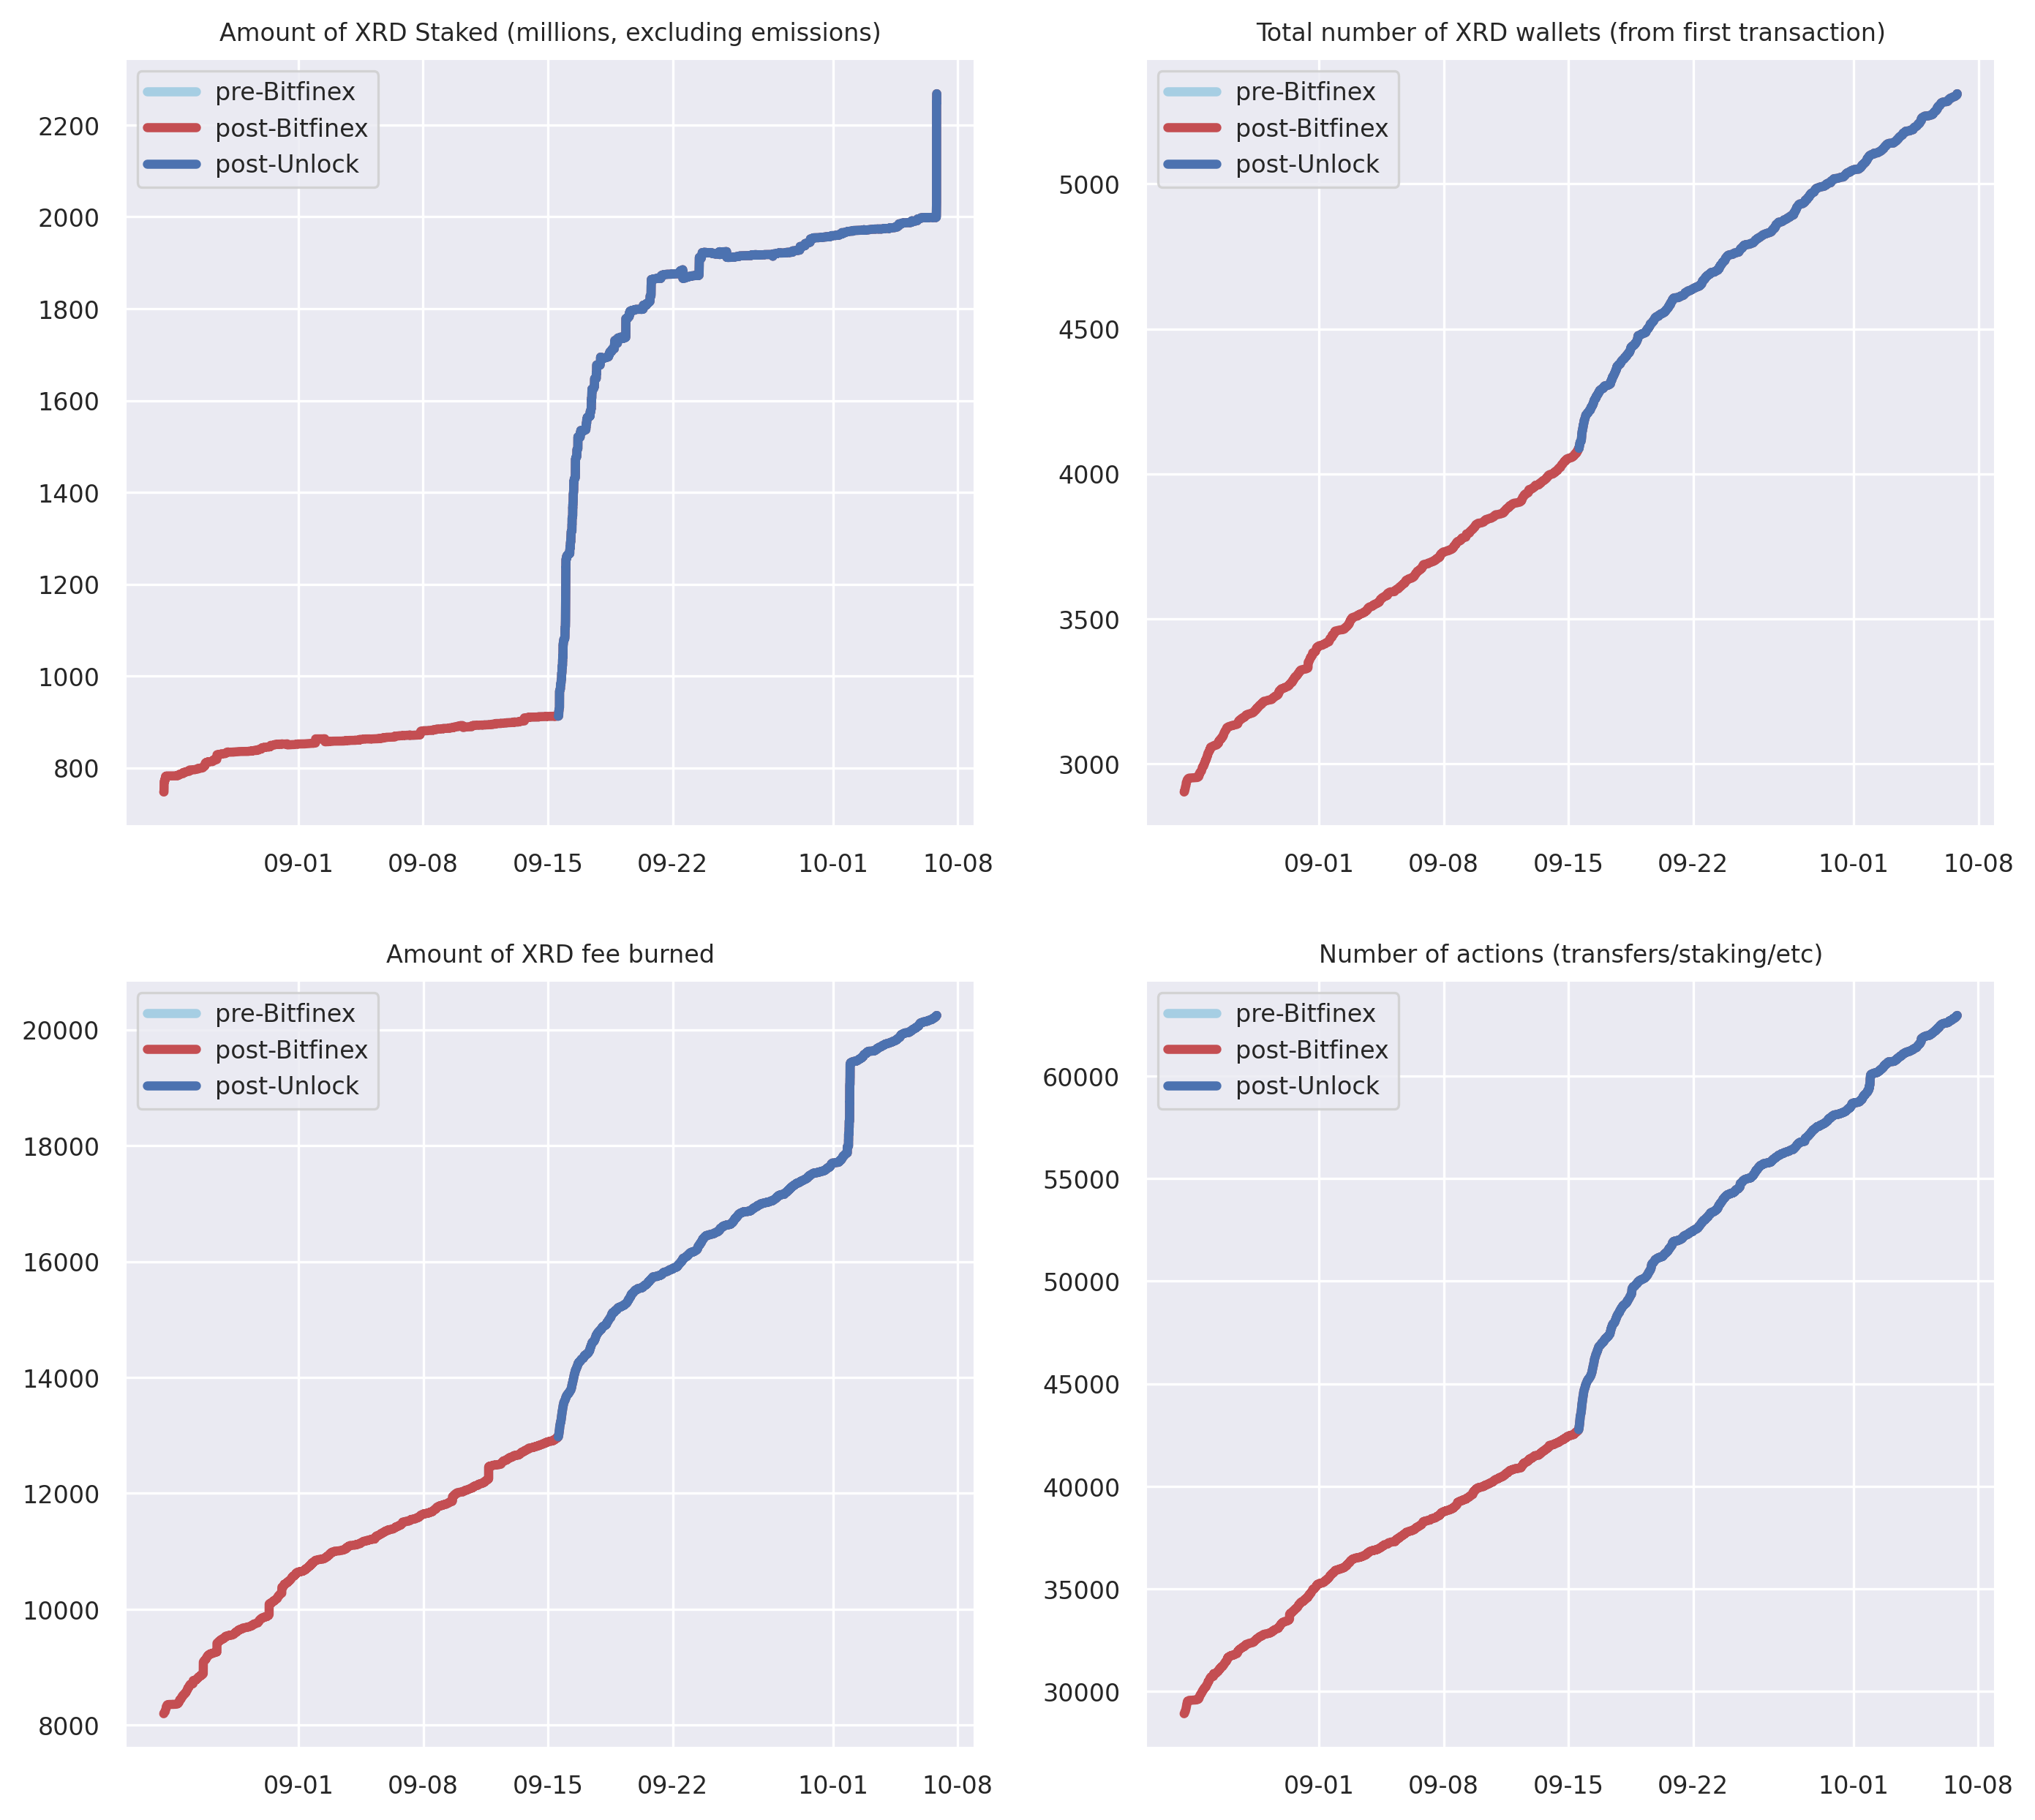 Amount of XRD Staked (millions, excluding emissions)
pre-Bitfinex
post-Bitfinex
post-Unlock
2200
2000
1800
1600
1400
1200
1000
800
09-01 09-08 09-15 09-22 10-01 10-08
Total number of XRD wallets (from first transaction)
pre-Bitfinex
post-Bitfinex
post-Unlock
5000
4500
4000
3500
3000
09-01 09-08 09-15 09-22 10-01 10-08
Amount of XRD fee burned
pre-Bitfinex
post-Bitfinex
post-Unlock
20000
18000
16000
14000
12000
10000
8000
09-01 09-08 09-15 09-22 10-01 10-08
Number of actions (transfers/staking/etc)
pre-Bitfinex
post-Bitfinex
post-Unlock
60000
55000
50000
45000
40000
35000
30000
09-01 09-08 09-15 09-22 10-01 10-08